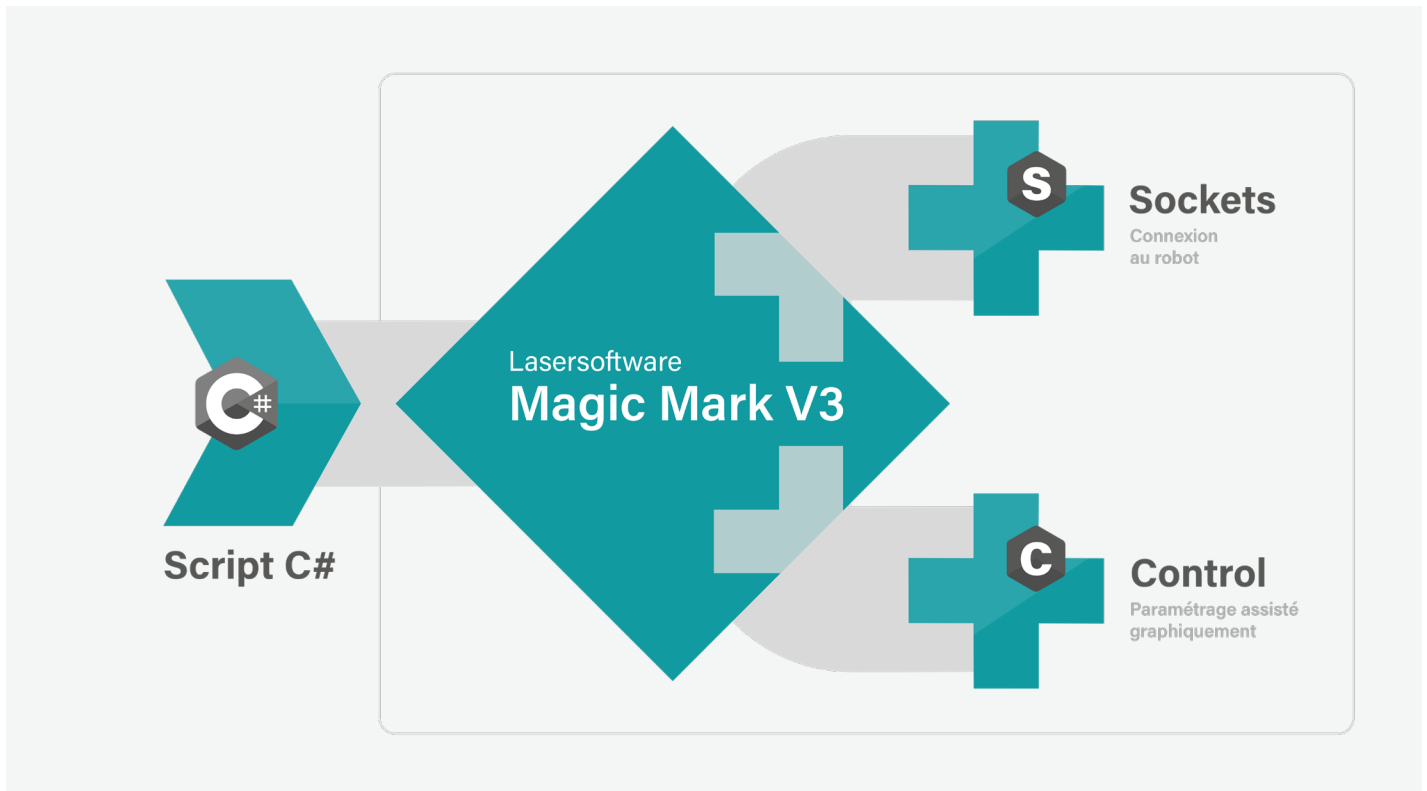 C#
Script C#
Lasersoftware
Magic Mark V3
S
Sockets
Connexion
au robot
C
Control
Paramétrage assisté
graphiquement